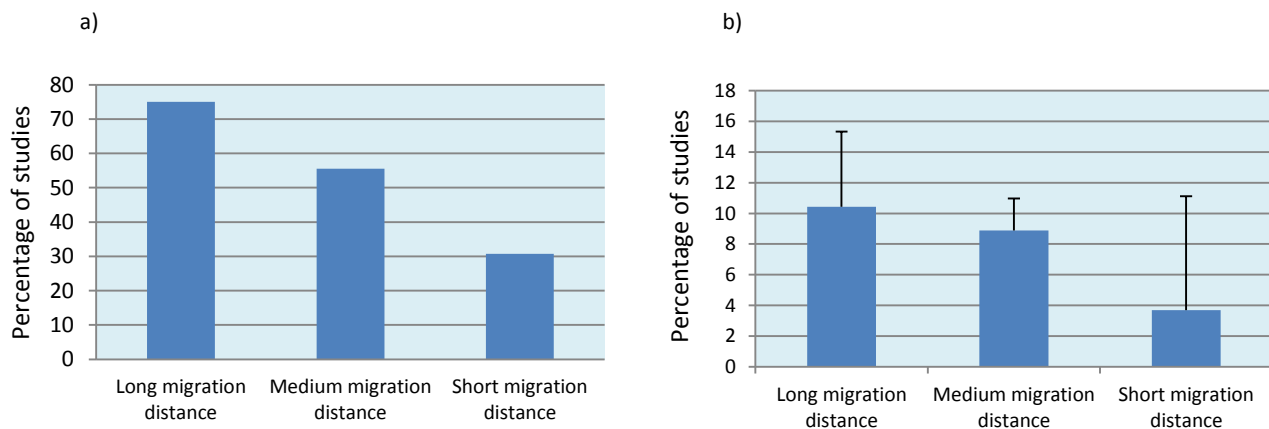 a)
Percentage of studies
80
70
60
50
40
30
20
10
0
Long migration
distance
Medium migration
distance
Short migration
distance
b)
Percentage of studies
18
16
14
12
10
8
6
4
2
0
Long migration
distance
Medium migration
distance
Short migration
distance